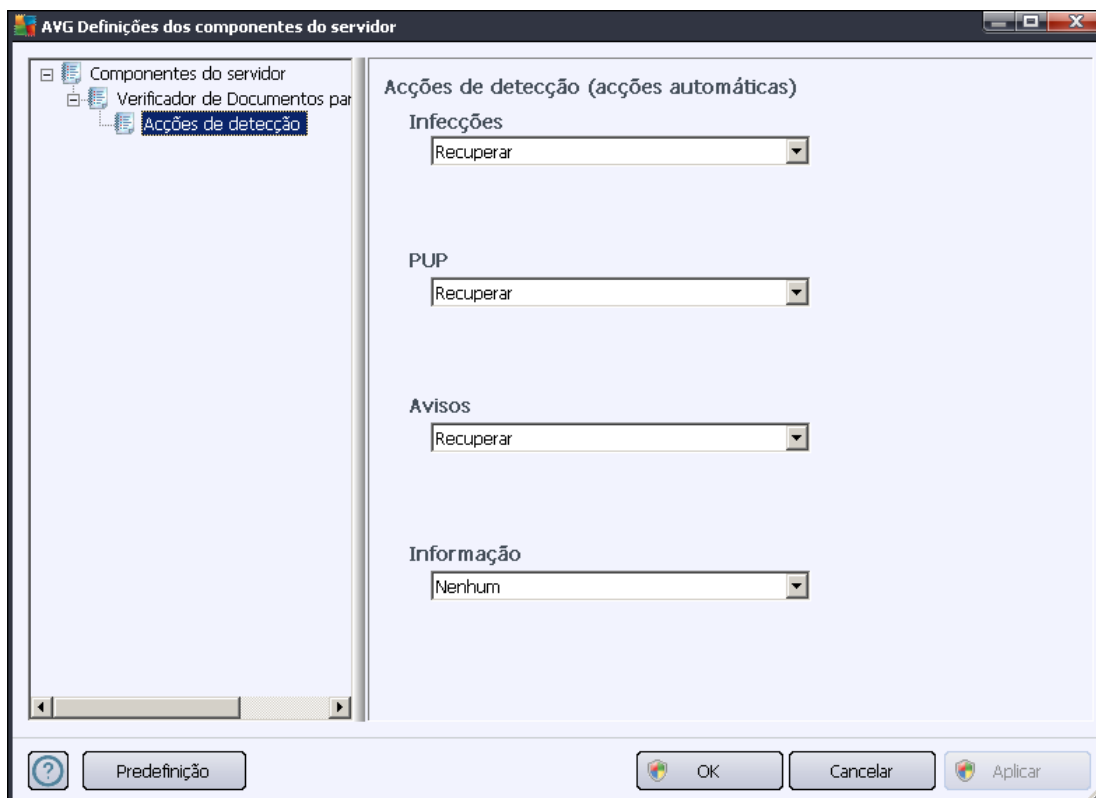 AVG Definições dos componentes do servidor
Componentes do servidor
Verificador de Documentos par
Acções de detecção
Acções de detecção (acções automáticas)
Infecções
Recuperar
PUP
Recuperar
Avisos
Recuperar
Informação
Nenhum
?
Predefinição
OK
Cancelar
Aplicar